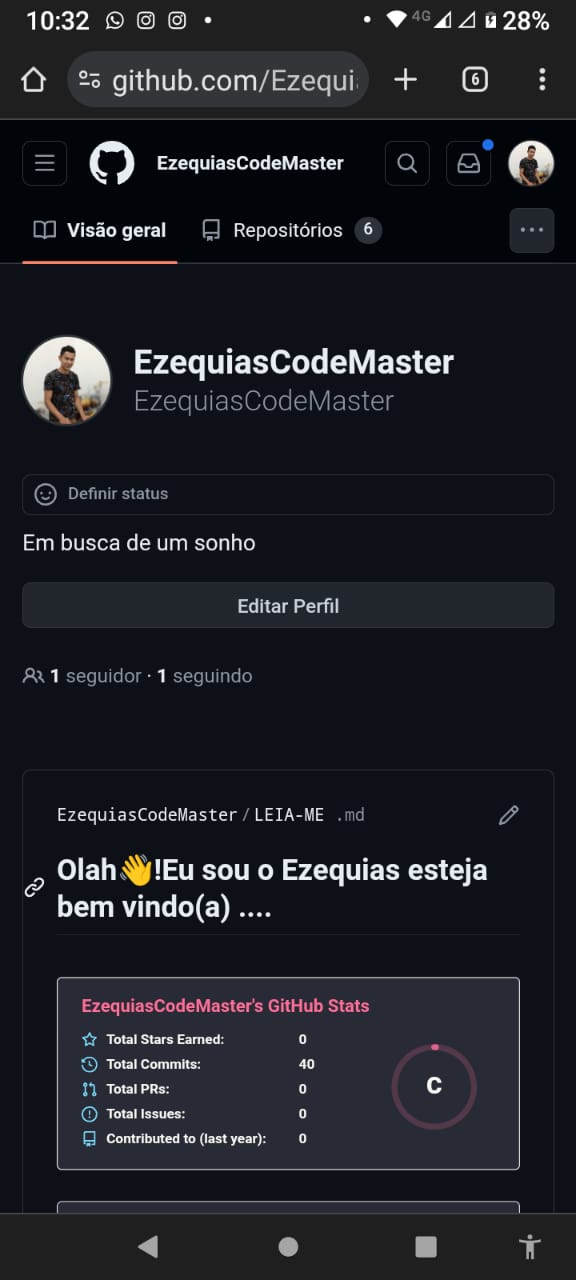 10:32 4G 28%
github.com/Ezequi 6
EzequiasCodeMaster
Visão geral Repositórios 6
EzequiasCodeMaster
EzequiasCodeMaster
Definir status
Em busca de um sonho
Editar Perfil
1 seguidor · 1 seguindo
EzequiasCodeMaster/LEIA-ME .md
Olah👋!Eu sou o Ezequias esteja
bem vindo(a) ....
EzequiasCodeMaster's GitHub Stats
Total Stars Earned: 0
Total Commits: 40
Total PRs: 0
Total Issues: 0
Contributed to (last year): 0
C